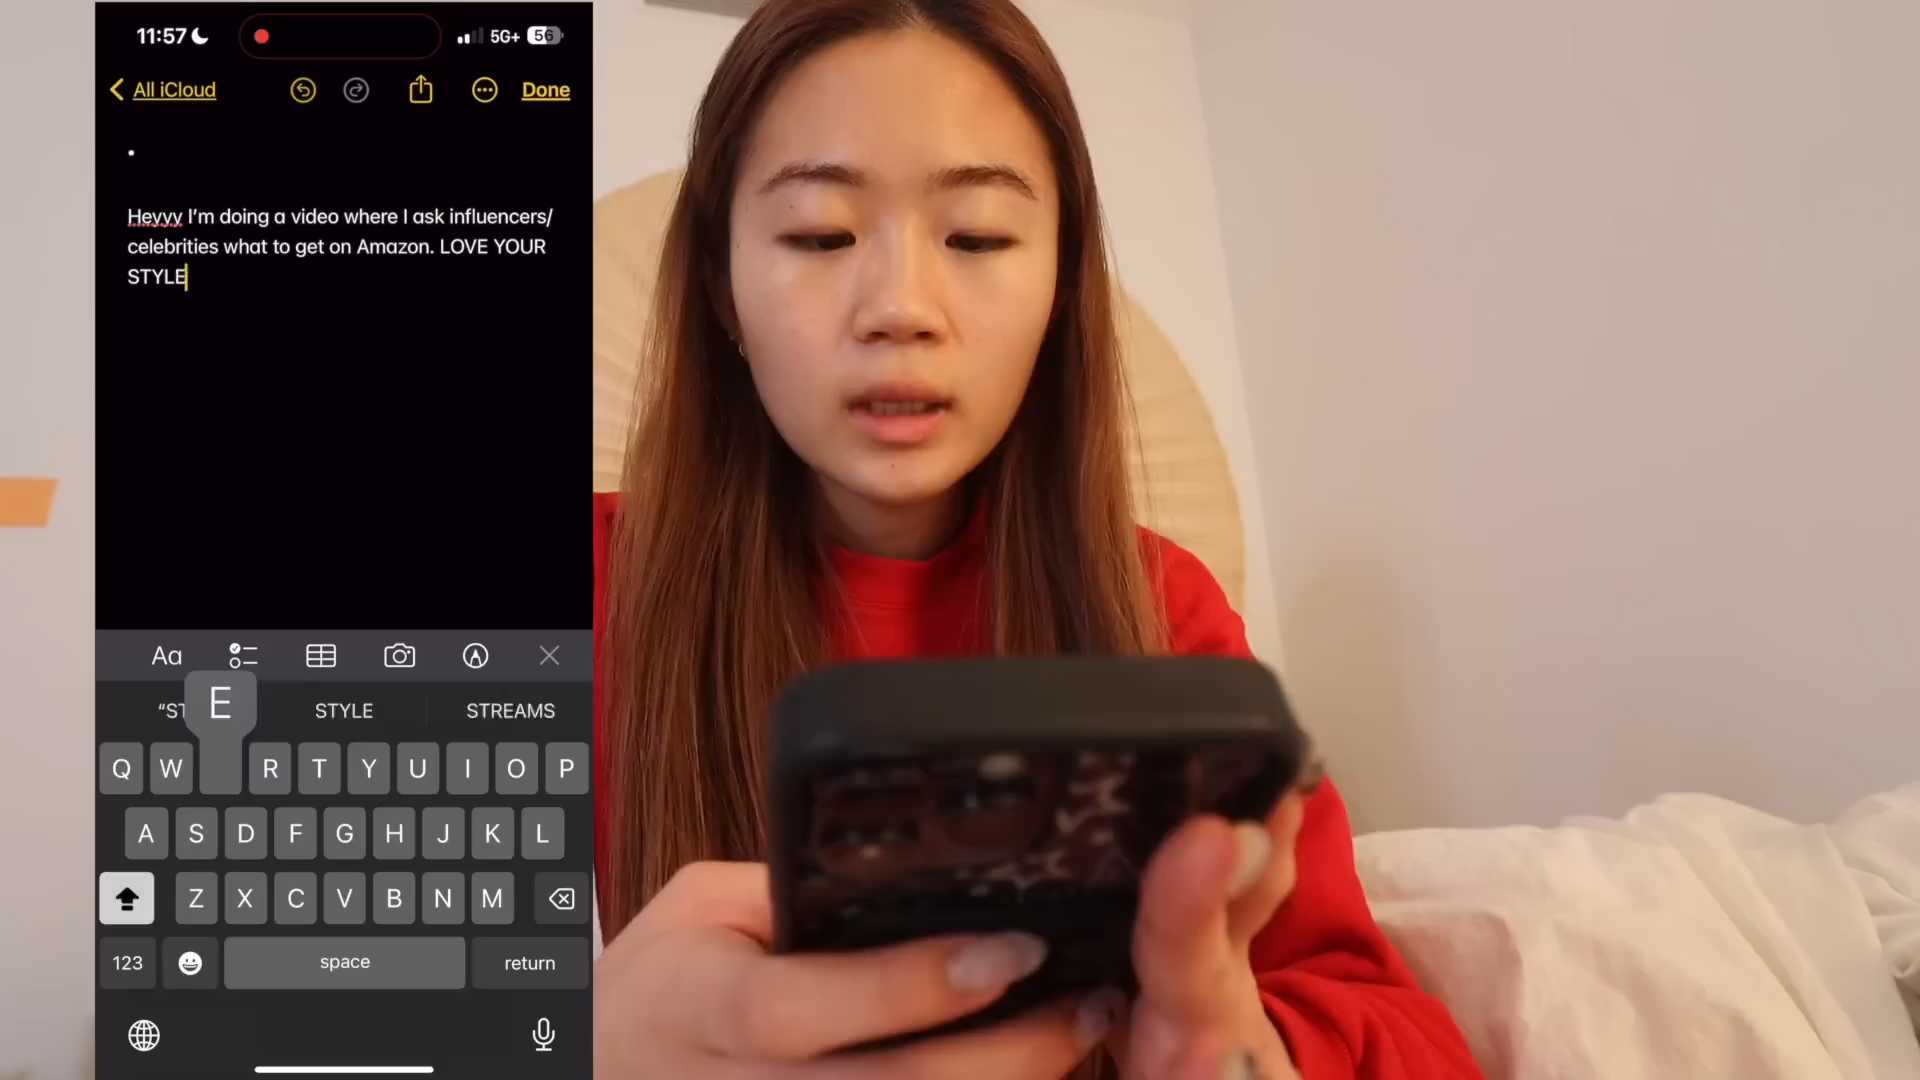 11:57 5G+ 56
All iCloud Done
Heyyy I'm doing a video where I ask influencers/
celebrities what to get on Amazon. LOVE YOUR
STYLE
Aa
"ST E STYLE STREAMS
Q W R T Y U I O P
A S D F G H J K L
Z X C V B N M
123 space return